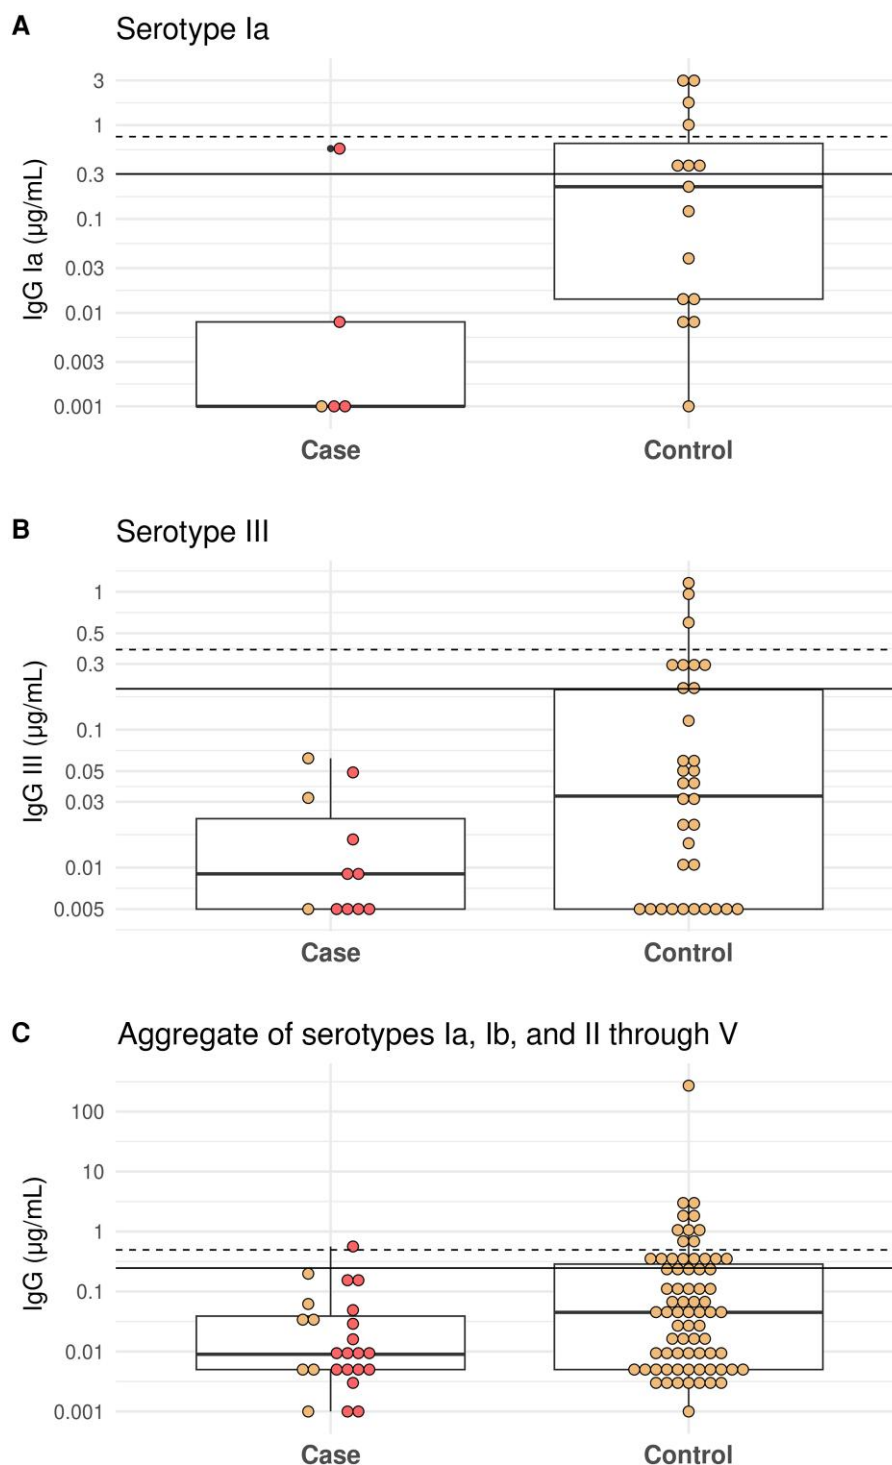 A Serotype Ia
3
1
0.3
0.1
0.03
0.01
0.003
0.001
IgG Ia (µg/mL)
Case Control
B Serotype III
1
0.5
0.3
0.1
0.05
0.03
0.01
0.005
IgG III (µg/mL)
Case Control
C Aggregate of serotypes Ia, Ib, and II through V
100
10
1
0.1
0.01
0.001
IgG (µg/mL)
Case Control